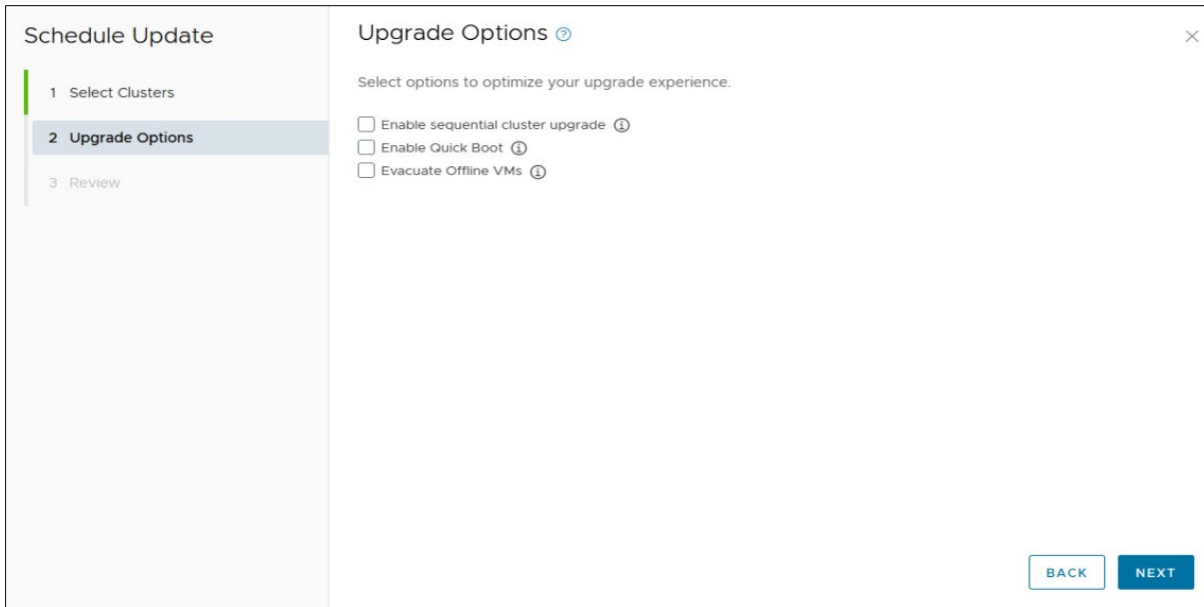 Schedule Update
1 Select Clusters
2 Upgrade Options
3 Review
Upgrade Options
Select options to optimize your upgrade experience.
Enable sequential cluster upgrade
Enable Quick Boot
Evacuate Offline VMs
BACK
NEXT